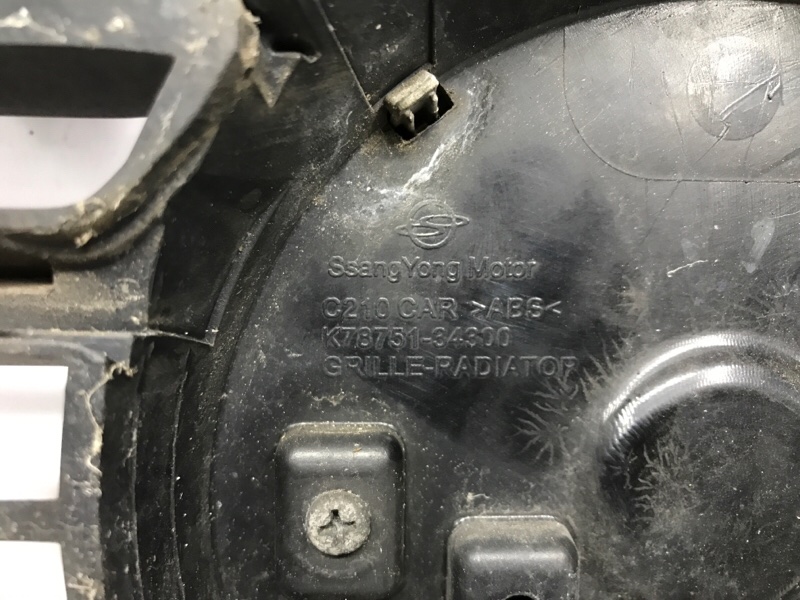 SsangYong Motor
C210 CAR >ABS<
K78751-34300
GRILLE-RADIATOR